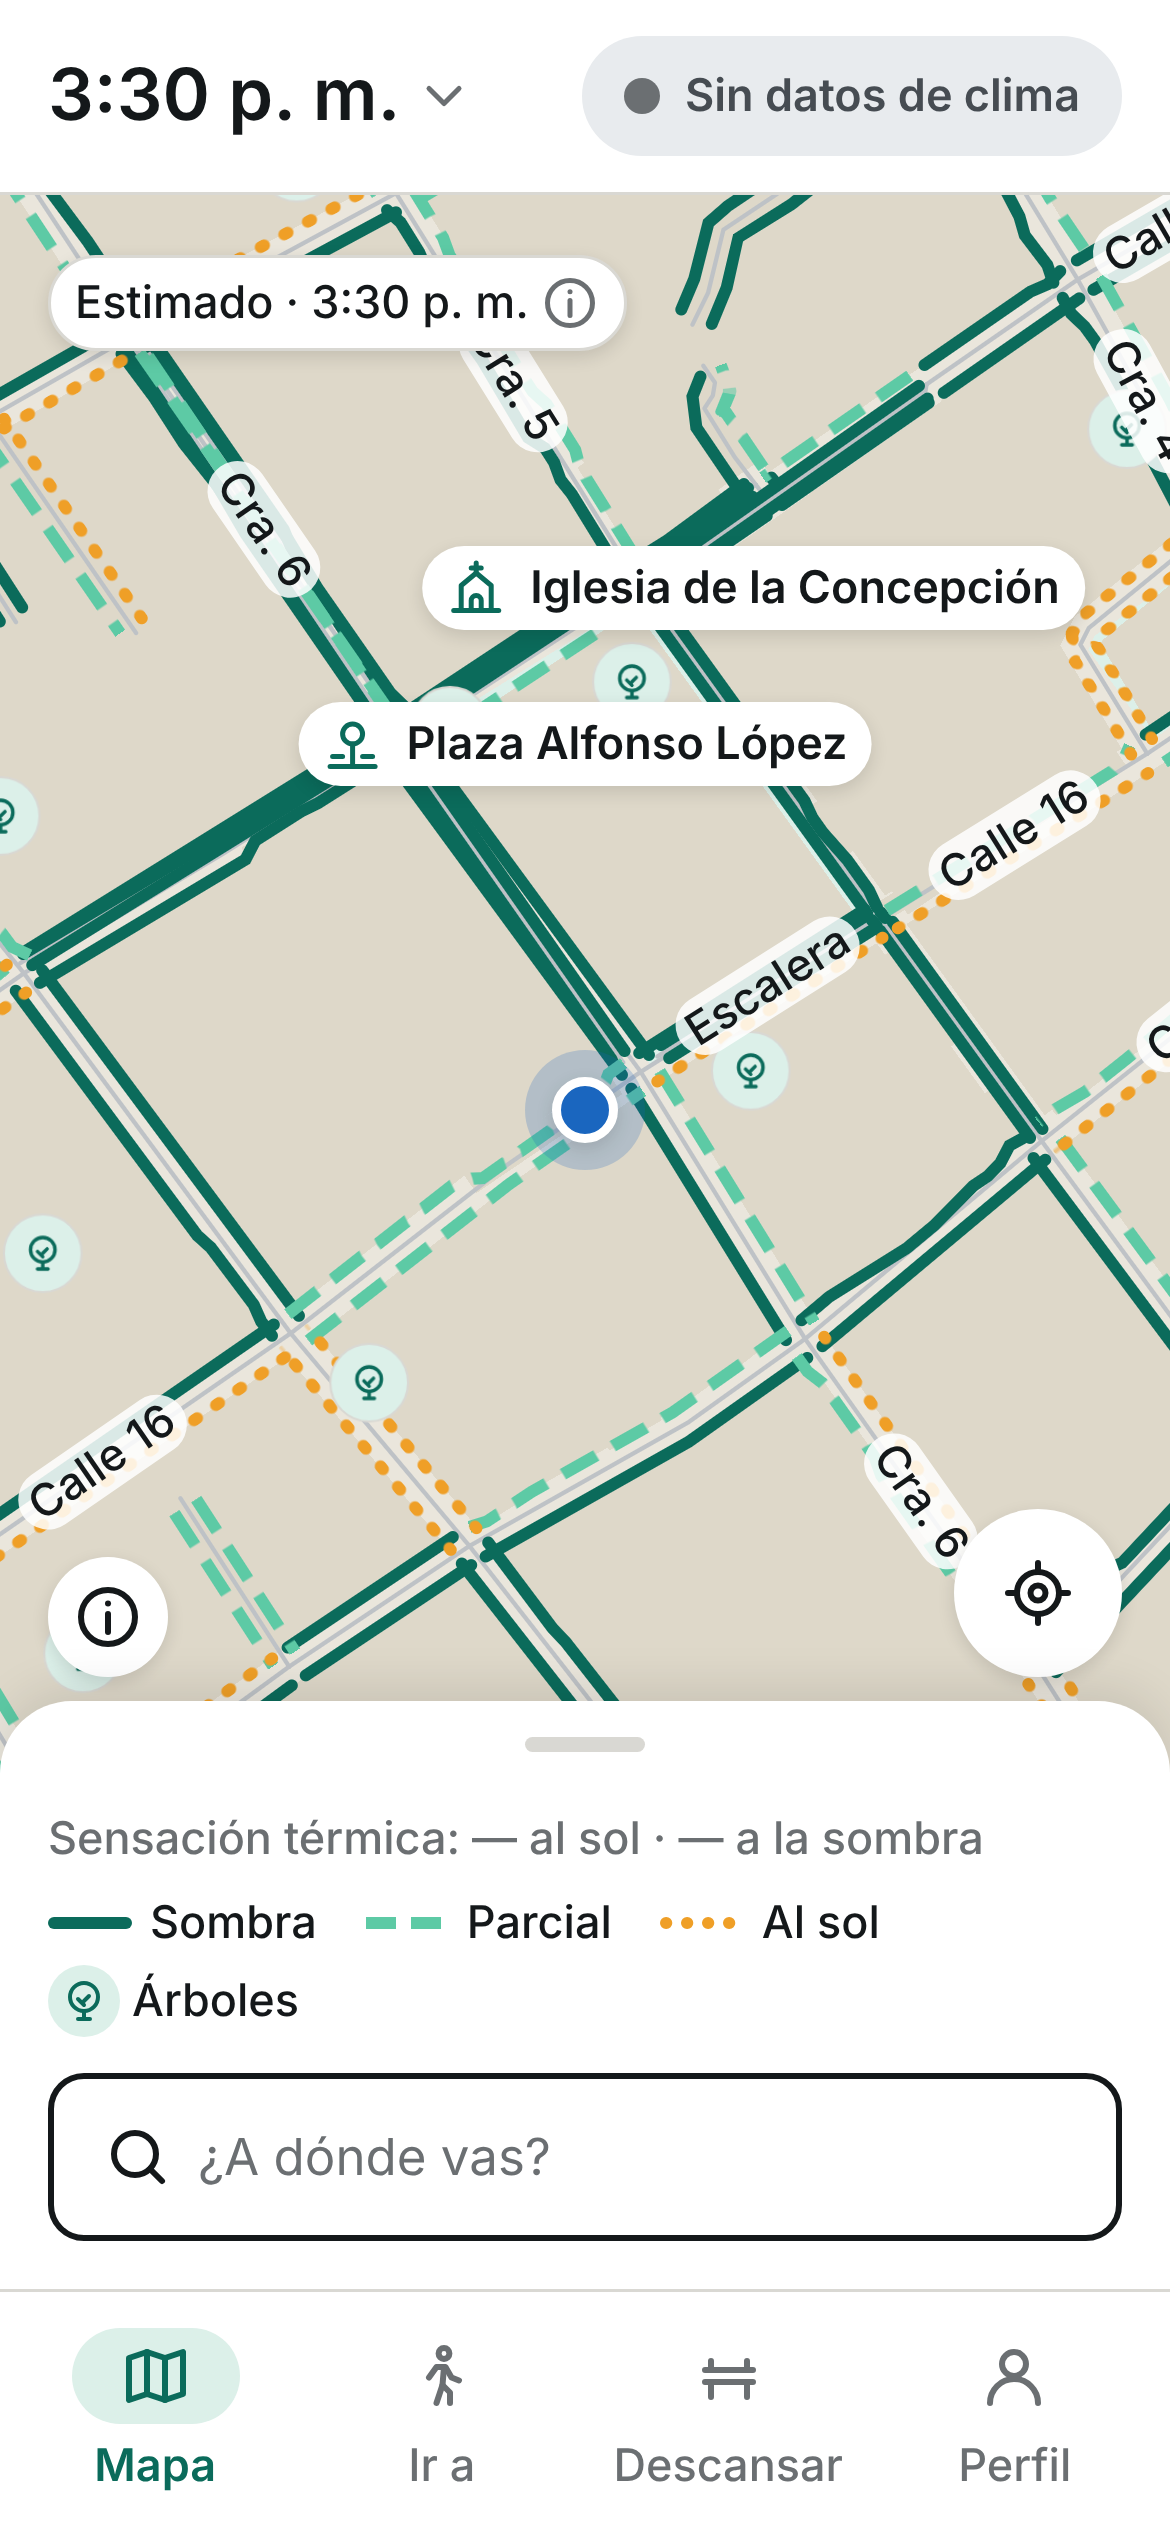 3:30 p. m.
Sin datos de clima
Estimado · 3:30 p. m.
Cra. 5
Cra. 6
Cra. 4
Iglesia de la Concepción
Plaza Alfonso López
Calle 16
Escalera
Calle 16
Cra. 6
Sensación térmica: — al sol · — a la sombra
Sombra
Parcial
Al sol
Árboles
¿A dónde vas?
Mapa
Ir a
Descansar
Perfil